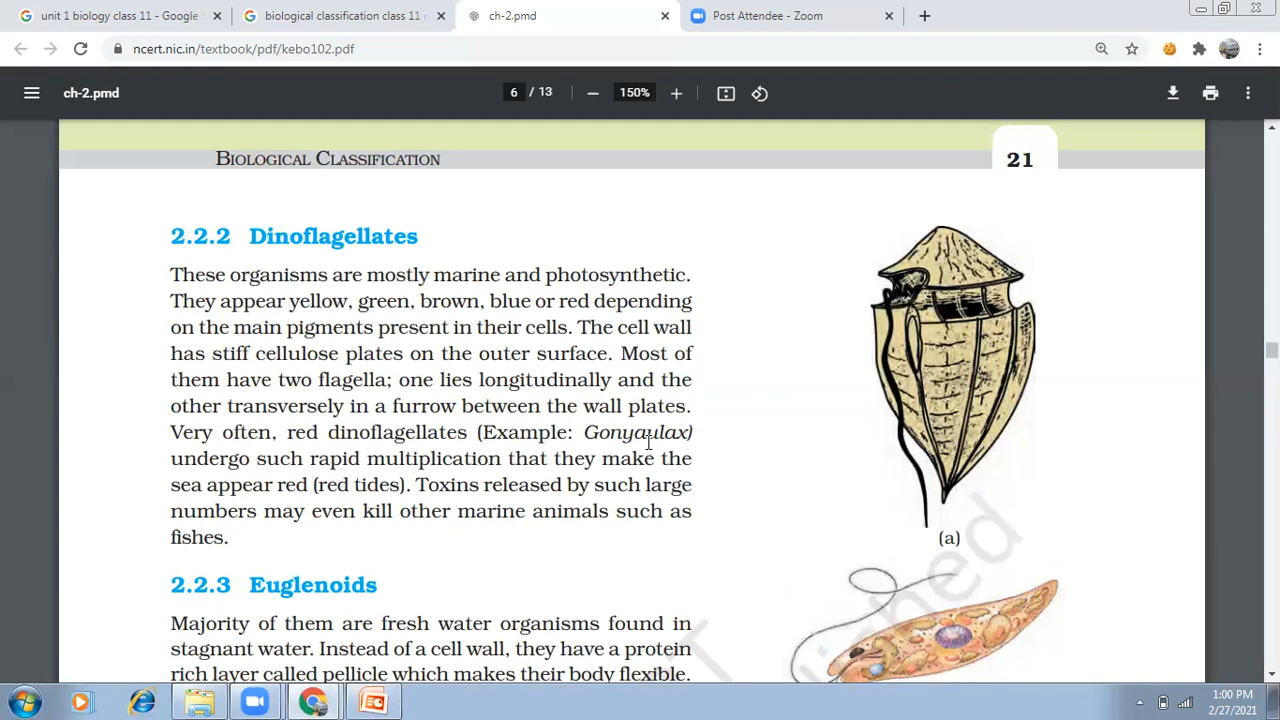 unit 1 biology class 11 - Google
biological classification class 11
ch-2.pmd
Post Attendee - Zoom
ncert.nic.in/textbook/pdf/kebo102.pdf
ch-2.pmd
6 / 13
150%
BIOLOGICAL CLASSIFICATION
21
2.2.2 Dinoflagellates
These organisms are mostly marine and photosynthetic.
They appear yellow, green, brown, blue or red depending
on the main pigments present in their cells. The cell wall
has stiff cellulose plates on the outer surface. Most of
them have two flagella; one lies longitudinally and the
other transversely in a furrow between the wall plates.
Very often, red dinoflagellates (Example: Gonyaulax)
undergo such rapid multiplication that they make the
sea appear red (red tides). Toxins released by such large
numbers may even kill other marine animals such as
fishes.
(a)
2.2.3 Euglenoids
Majority of them are fresh water organisms found in
stagnant water. Instead of a cell wall, they have a protein
rich layer called pellicle which makes their body flexible.
1:00 PM
2/27/2021